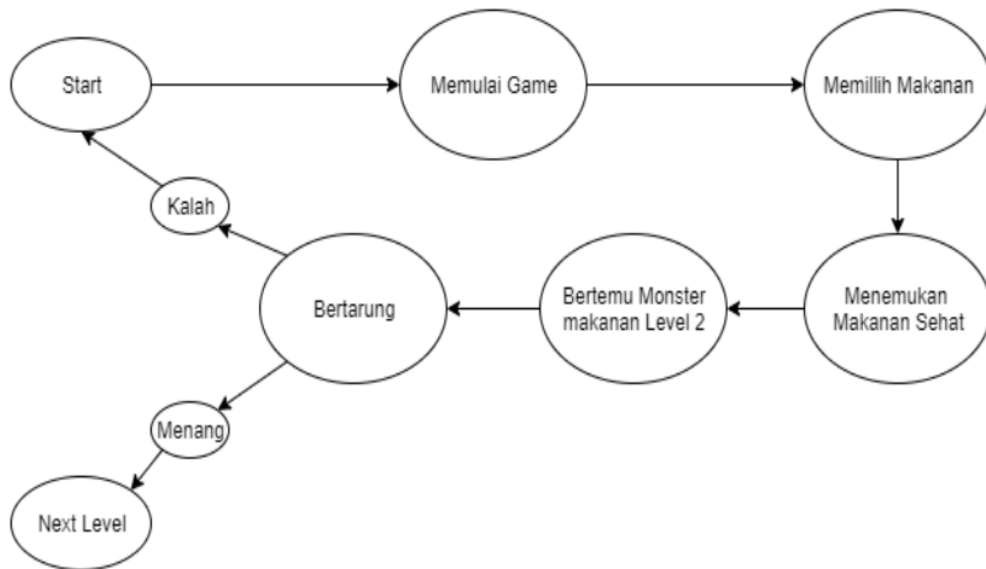 Start
Memulai Game
Memillih Makanan
Kalah
Bertarung
Bertemu Monster
makanan Level 2
Menemukan
Makanan Sehat
Menang
Next Level